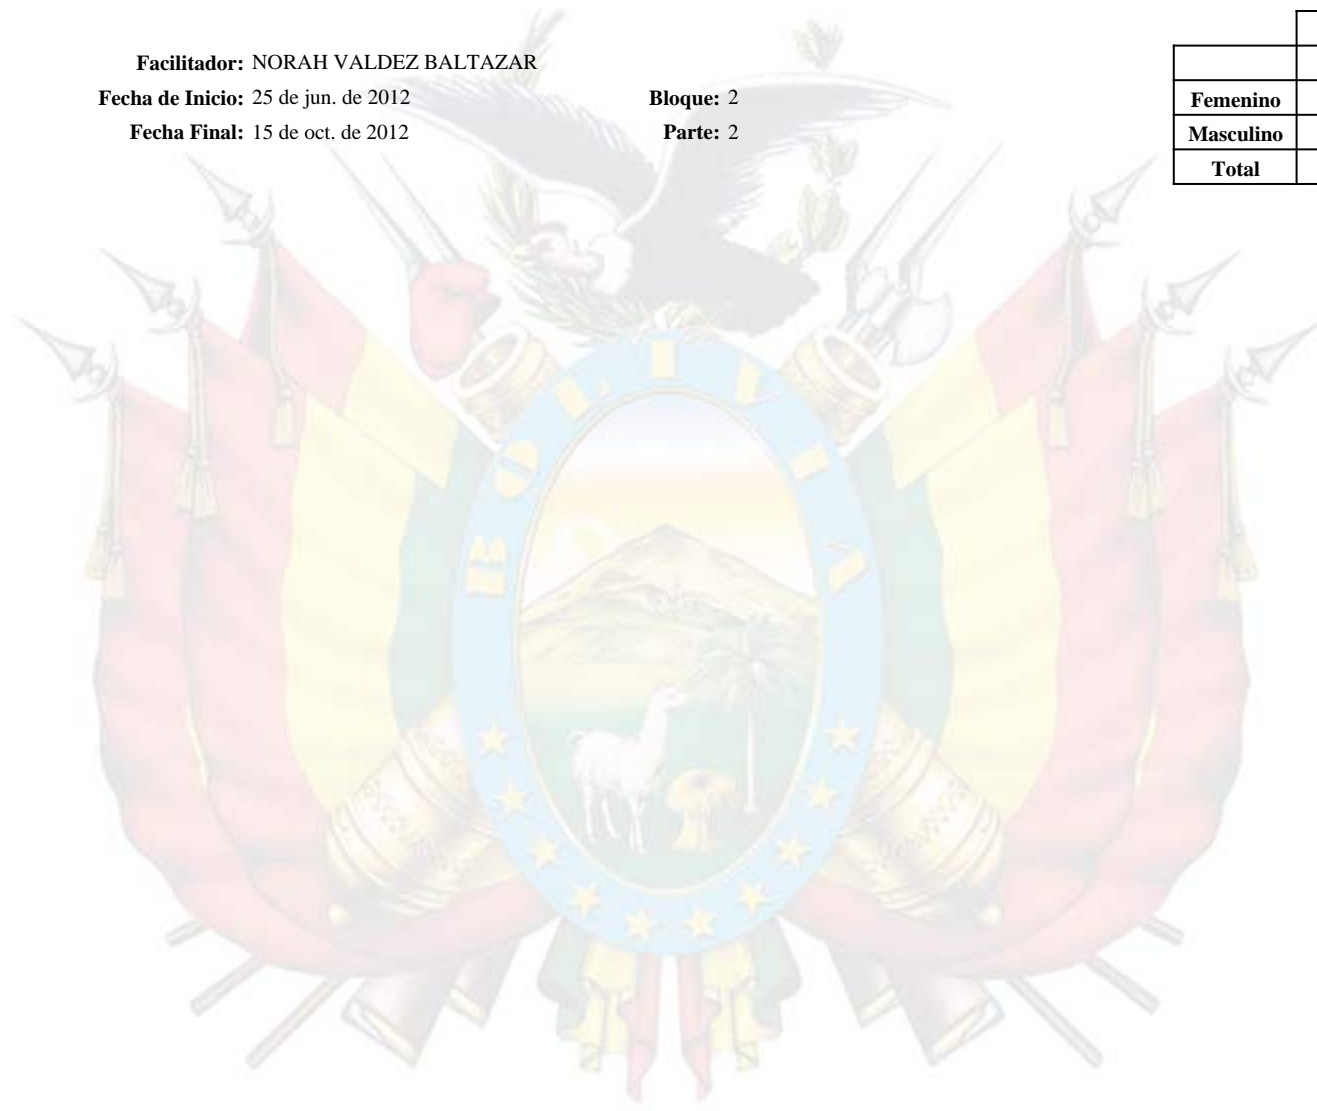 Facilitador: NORAH VALDEZ BALTAZAR
Fecha de Inicio: 25 de jun. de 2012 Bloque: 2
Fecha Final: 15 de oct. de 2012 Parte: 2
Femenino
Masculino
Total
BOLIVIA